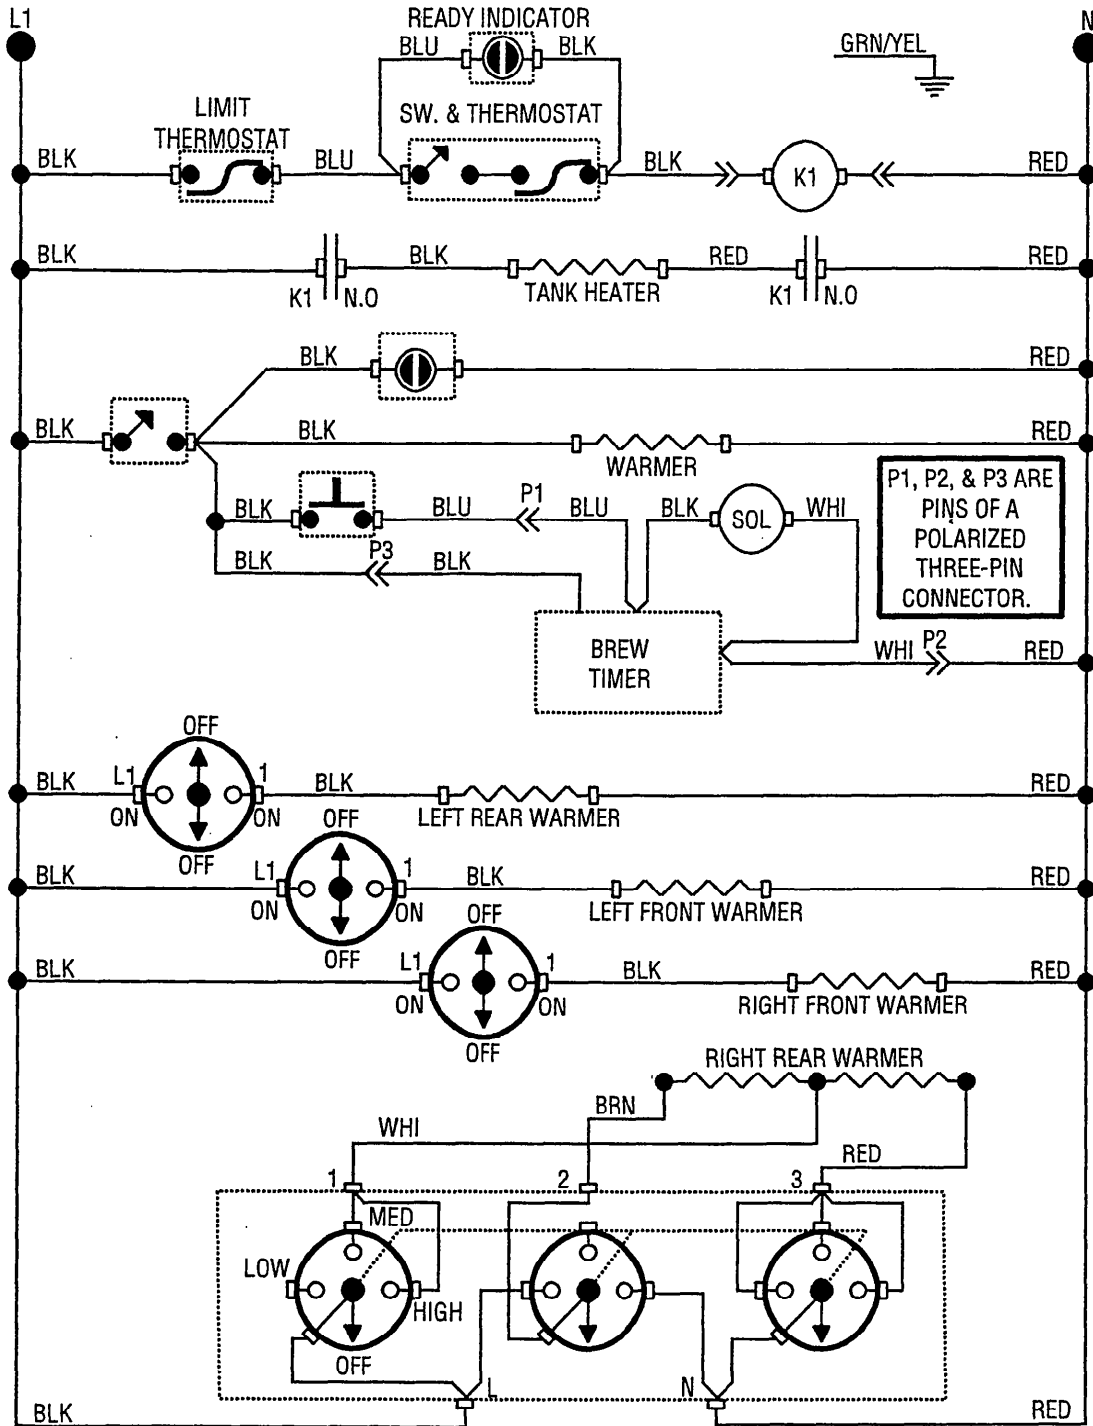 L1
READY INDICATOR
N
BLU
BLK
GRN/YEL
LIMIT
THERMOSTAT
SW. & THERMOSTAT
BLK
BLU
BLK
K1
RED
BLK
K1
N.O
BLK
TANK HEATER
RED
K1
N.O
RED
BLK
RED
BLK
BLK
WARMER
RED
P1, P2, & P3 ARE
PINS OF A
POLARIZED
THREE-PIN
CONNECTOR.
BLK
BLU
P1
BLU
BLK
SOL
WHI
BLK
P3
BLK
BREW
TIMER
WHI
P2
RED
OFF
BLK
L1
1
BLK
RED
ON
ON
LEFT REAR WARMER
OFF
OFF
BLK
L1
1
BLK
RED
ON
ON
LEFT FRONT WARMER
OFF
OFF
BLK
L1
1
BLK
RED
ON
ON
RIGHT FRONT WARMER
OFF
RIGHT REAR WARMER
BRN
WHI
RED
1
2
3
MED
LOW
HIGH
OFF
L
N
BLK
RED